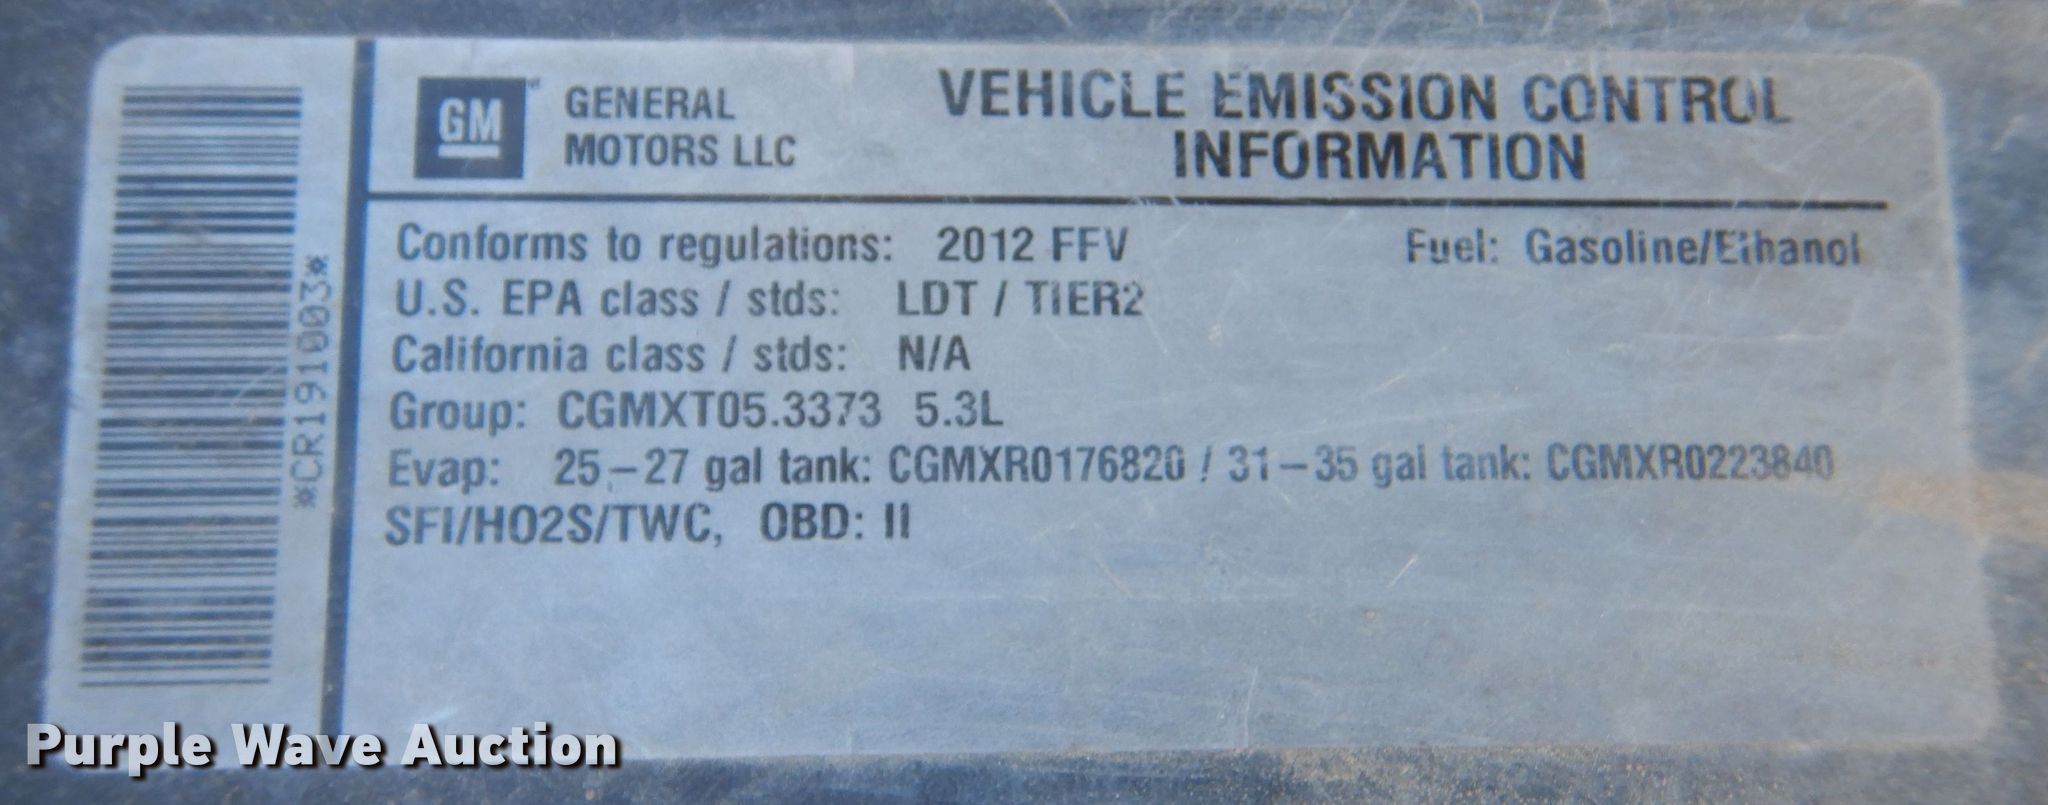 *CR1910003*
GM
GENERAL
MOTORS LLC
VEHICLE EMISSION CONTROL
INFORMATION
Conforms to regulations: 2012 FFV Fuel: Gasoline/Ethanol
U.S. EPA class / stds: LDT / TIER2
California class / stds: N/A
Group: CGMXT05.3373 5.3L
Evap: 25-27 gal tank: CGMXR0176820 / 31-35 gal tank: CGMXR0223840
SFI/HO2S/TWC, OBD: II
Purple Wave Auction